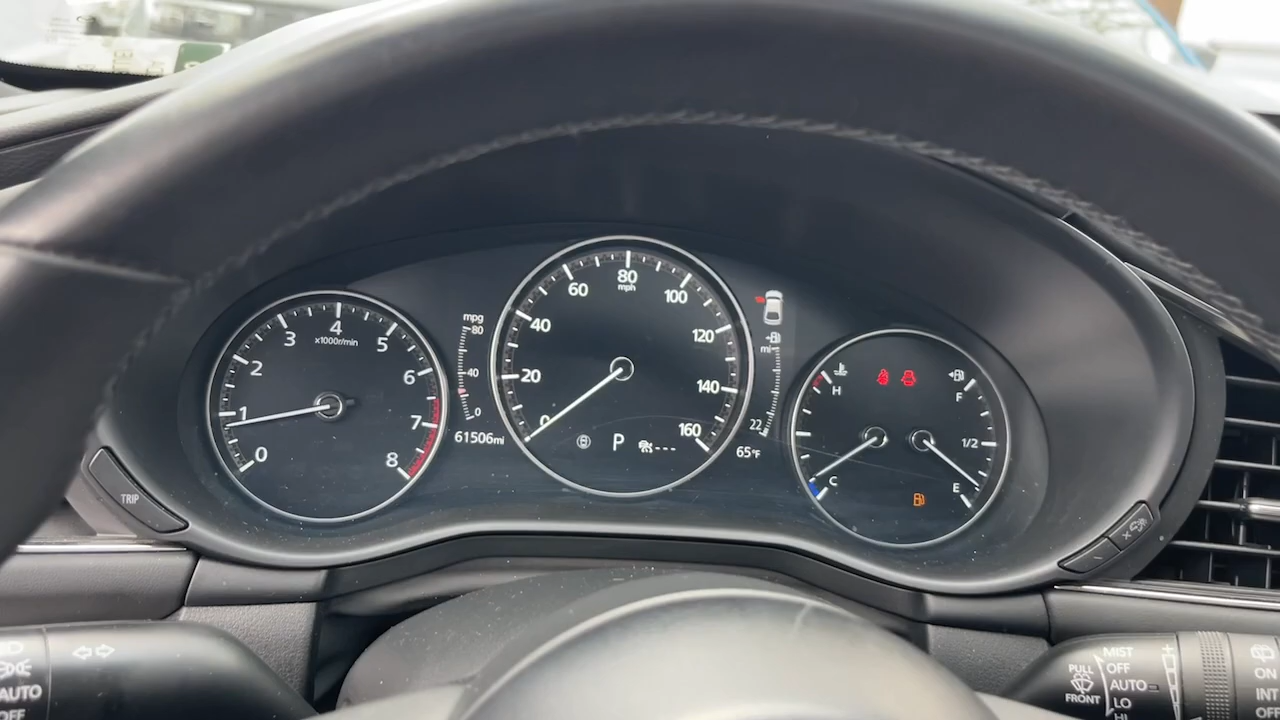 0
1
2
3
4
5
6
7
8
x1000r/min
mpg
80
40
0
61506mi
0
20
40
60
80
mph
100
120
140
160
P
---
mi
22
65°F
H
C
F
1/2
E
TRIP
AUTO
OFF
PULL
FRONT
MIST
OFF
AUTO
LO
HI
ON
INT
OFF